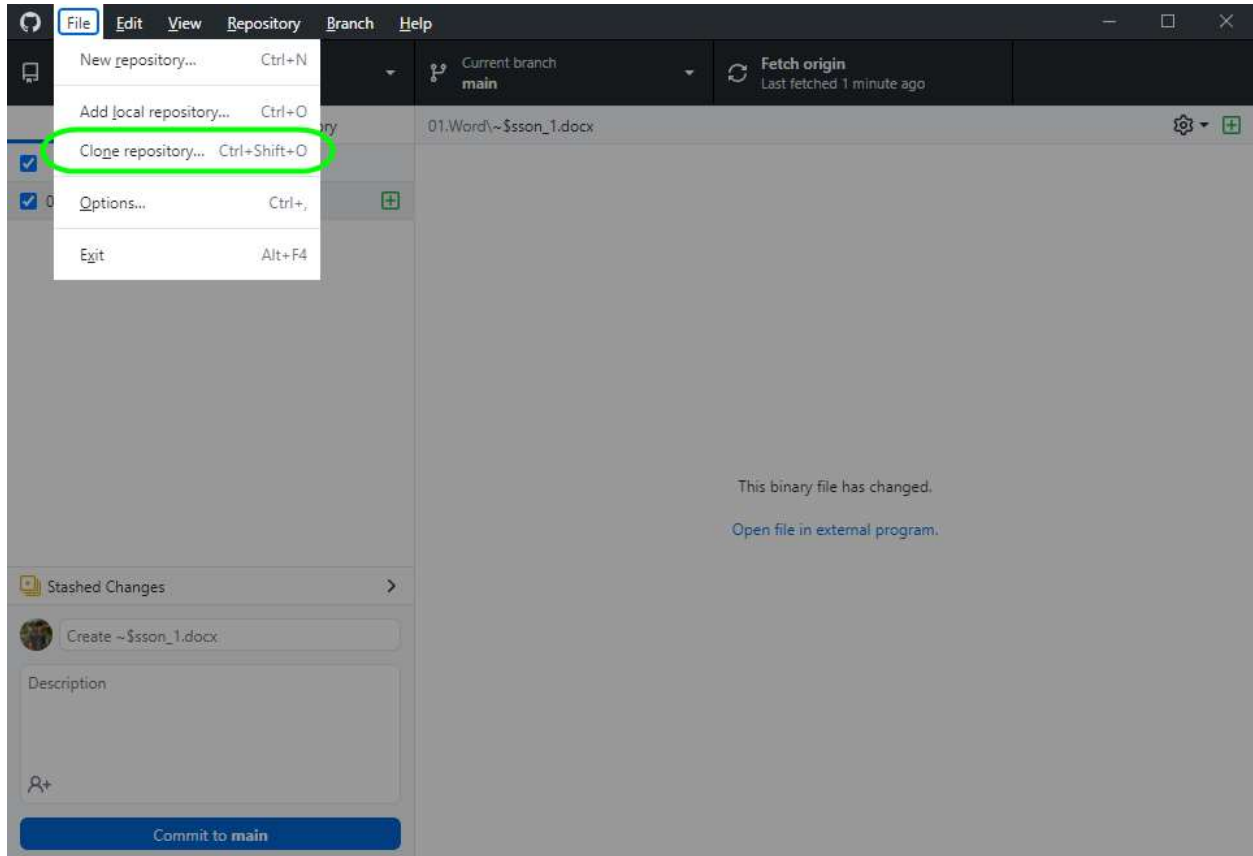 File Edit View Repository Branch Help
New repository... Ctrl+N
Add local repository... Ctrl+O
Clone repository... Ctrl+Shift+O
Options... Ctrl+,
Exit Alt+F4
Current branch
main
Fetch origin
Last fetched 1 minute ago
ory
01.Word\~$sson_1.docx
0
This binary file has changed.
Open file in external program.
Stashed Changes
Create ~$sson_1.docx
Description
Commit to main